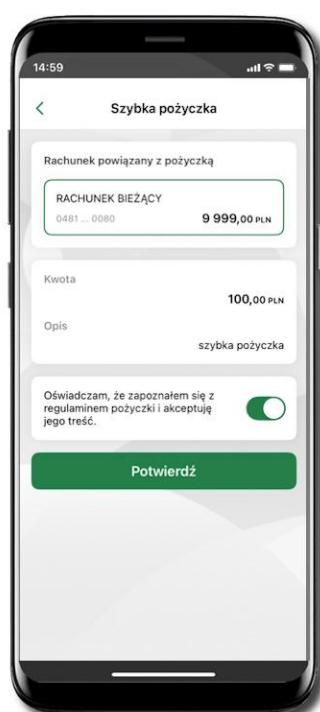 14:59
Szybka pożyczka
Rachunek powiązany z pożyczką
RACHUNEK BIEŻĄCY
0481 ... 0080 9 999,00 PLN
Kwota
100,00 PLN
Opis
szybka pożyczka
Oświadczam, że zapoznałem się z
regulaminem pożyczki i akceptuję
jego treść.
Potwierdź